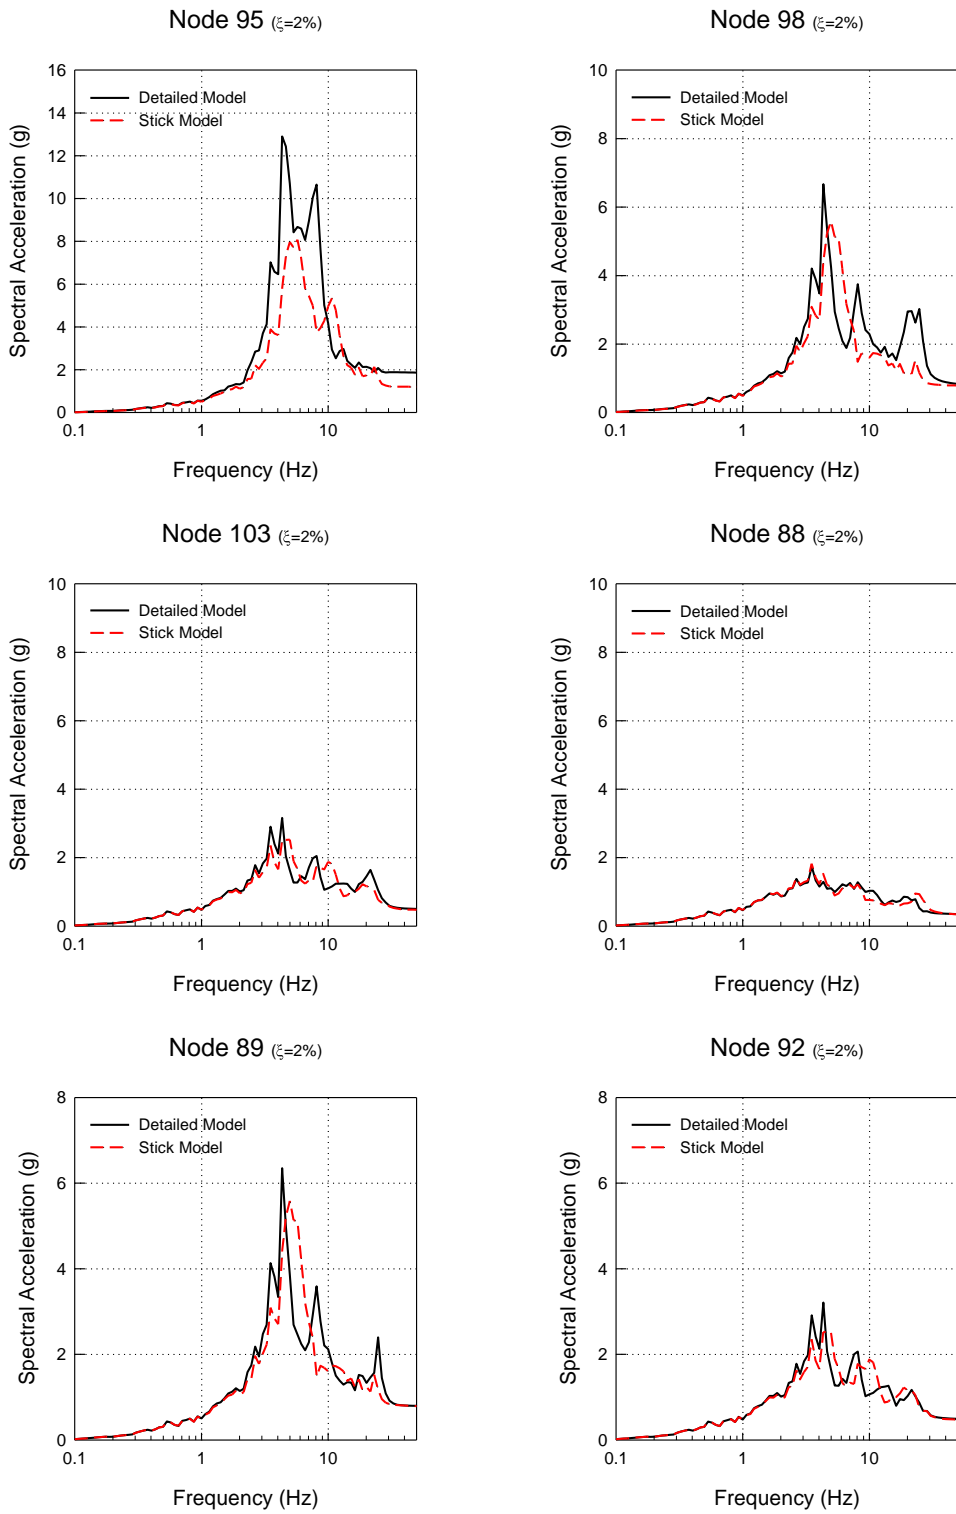 Node 95 (ξ=2%)
16
14
12
10
8
6
4
2
0
Spectral Acceleration (g)
Detailed Model
Stick Model
0.1
1
10
Frequency (Hz)
Node 98 (ξ=2%)
10
8
6
4
2
0
Spectral Acceleration (g)
Detailed Model
Stick Model
0.1
1
10
Frequency (Hz)
Node 103 (ξ=2%)
10
8
6
4
2
0
Spectral Acceleration (g)
Detailed Model
Stick Model
0.1
1
10
Frequency (Hz)
Node 88 (ξ=2%)
10
8
6
4
2
0
Spectral Acceleration (g)
Detailed Model
Stick Model
0.1
1
10
Frequency (Hz)
Node 89 (ξ=2%)
8
6
4
2
0
Spectral Acceleration (g)
Detailed Model
Stick Model
0.1
1
10
Frequency (Hz)
Node 92 (ξ=2%)
8
6
4
2
0
Spectral Acceleration (g)
Detailed Model
Stick Model
0.1
1
10
Frequency (Hz)